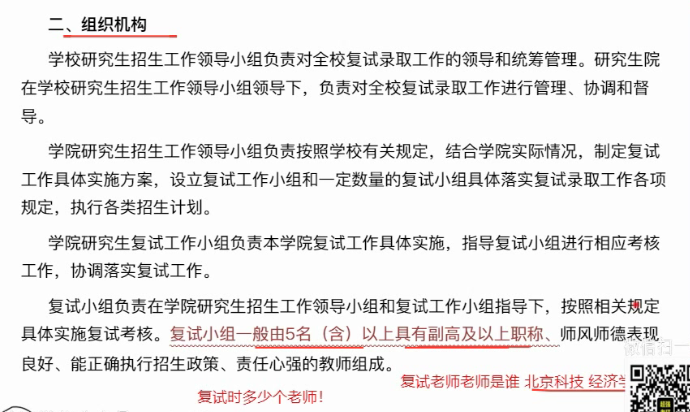 二、组织机构
学校研究生招生工作领导小组负责对全校复试录取工作的领导和统筹管理。研究生院
在学校研究生招生工作领导小组领导下，负责对全校复试录取工作进行管理、协调和督
导。
学院研究生招生工作领导小组负责按照学校有关规定，结合学院实际情况，制定复试
工作具体实施方案，设立复试工作小组和一定数量的复试小组具体落实复试录取工作各项
规定，执行各类招生计划。
学院研究生复试工作小组负责本学院复试工作具体实施，指导复试小组进行相应考核
工作，协调落实复试工作。
复试小组负责在学院研究生招生工作领导小组和复试工作小组指导下，按照相关规定
具体实施复试考核。复试小组一般由5名（含）以上具有副高及以上职称、师风师德表现
良好、能正确执行招生政策、责任心强的教师组成。
微信扫一
复试老师老师是谁 北京科技 经济学
复试时多少个老师！